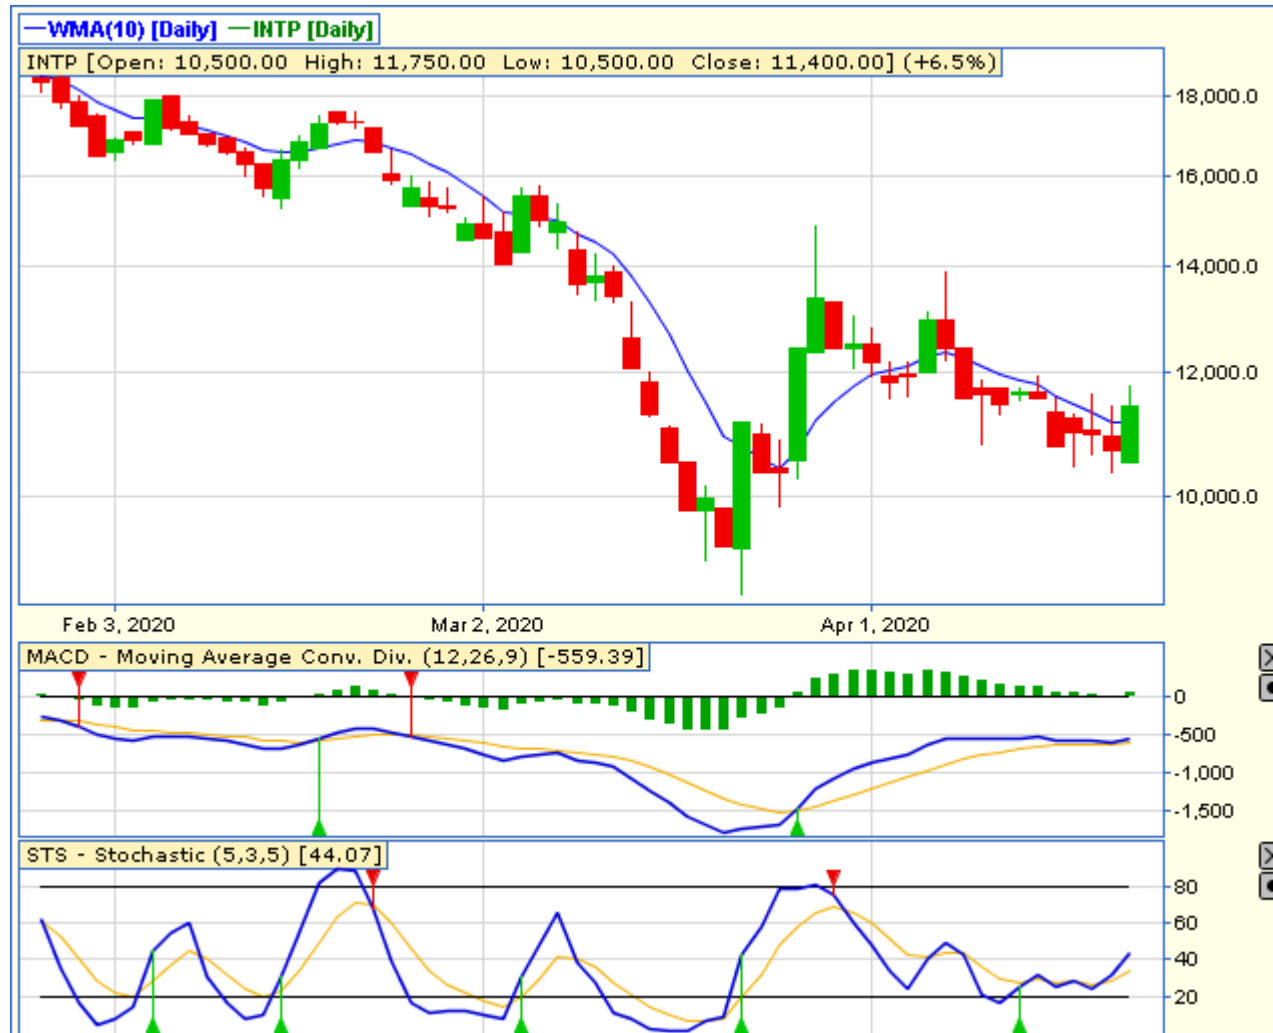 WMA(10) [Daily] INTP [Daily]
INTP [Open: 10,500.00 High: 11,750.00 Low: 10,500.00 Close: 11,400.00] (+6.5%)
18,000.0
16,000.0
14,000.0
12,000.0
10,000.0
Feb 3, 2020 Mar 2, 2020 Apr 1, 2020
MACD - Moving Average Conv. Div. (12,26,9) [-559.39]
0
-500
-1,000
-1,500
STS - Stochastic (5,3,5) [44.07]
80
60
40
20